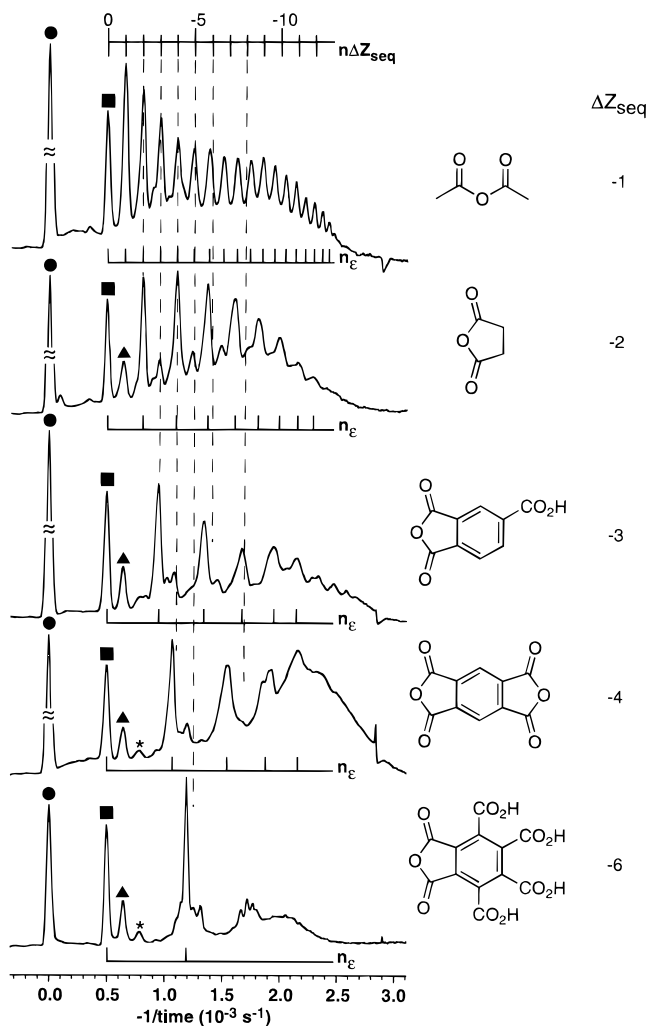 0 -5 -10
nΔZseq
ΔZseq
≈
O O
O
-1
nε
≈
O
O
O
-2
nε
≈
O
O
O
CO2H
-3
nε
≈
O O
O O
O O
-4
*
nε
CO2H
O
CO2H
O
CO2H
O
CO2H
-6
*
nε
0.0 0.5 1.0 1.5 2.0 2.5 3.0
-1/time (10-3 s-1)